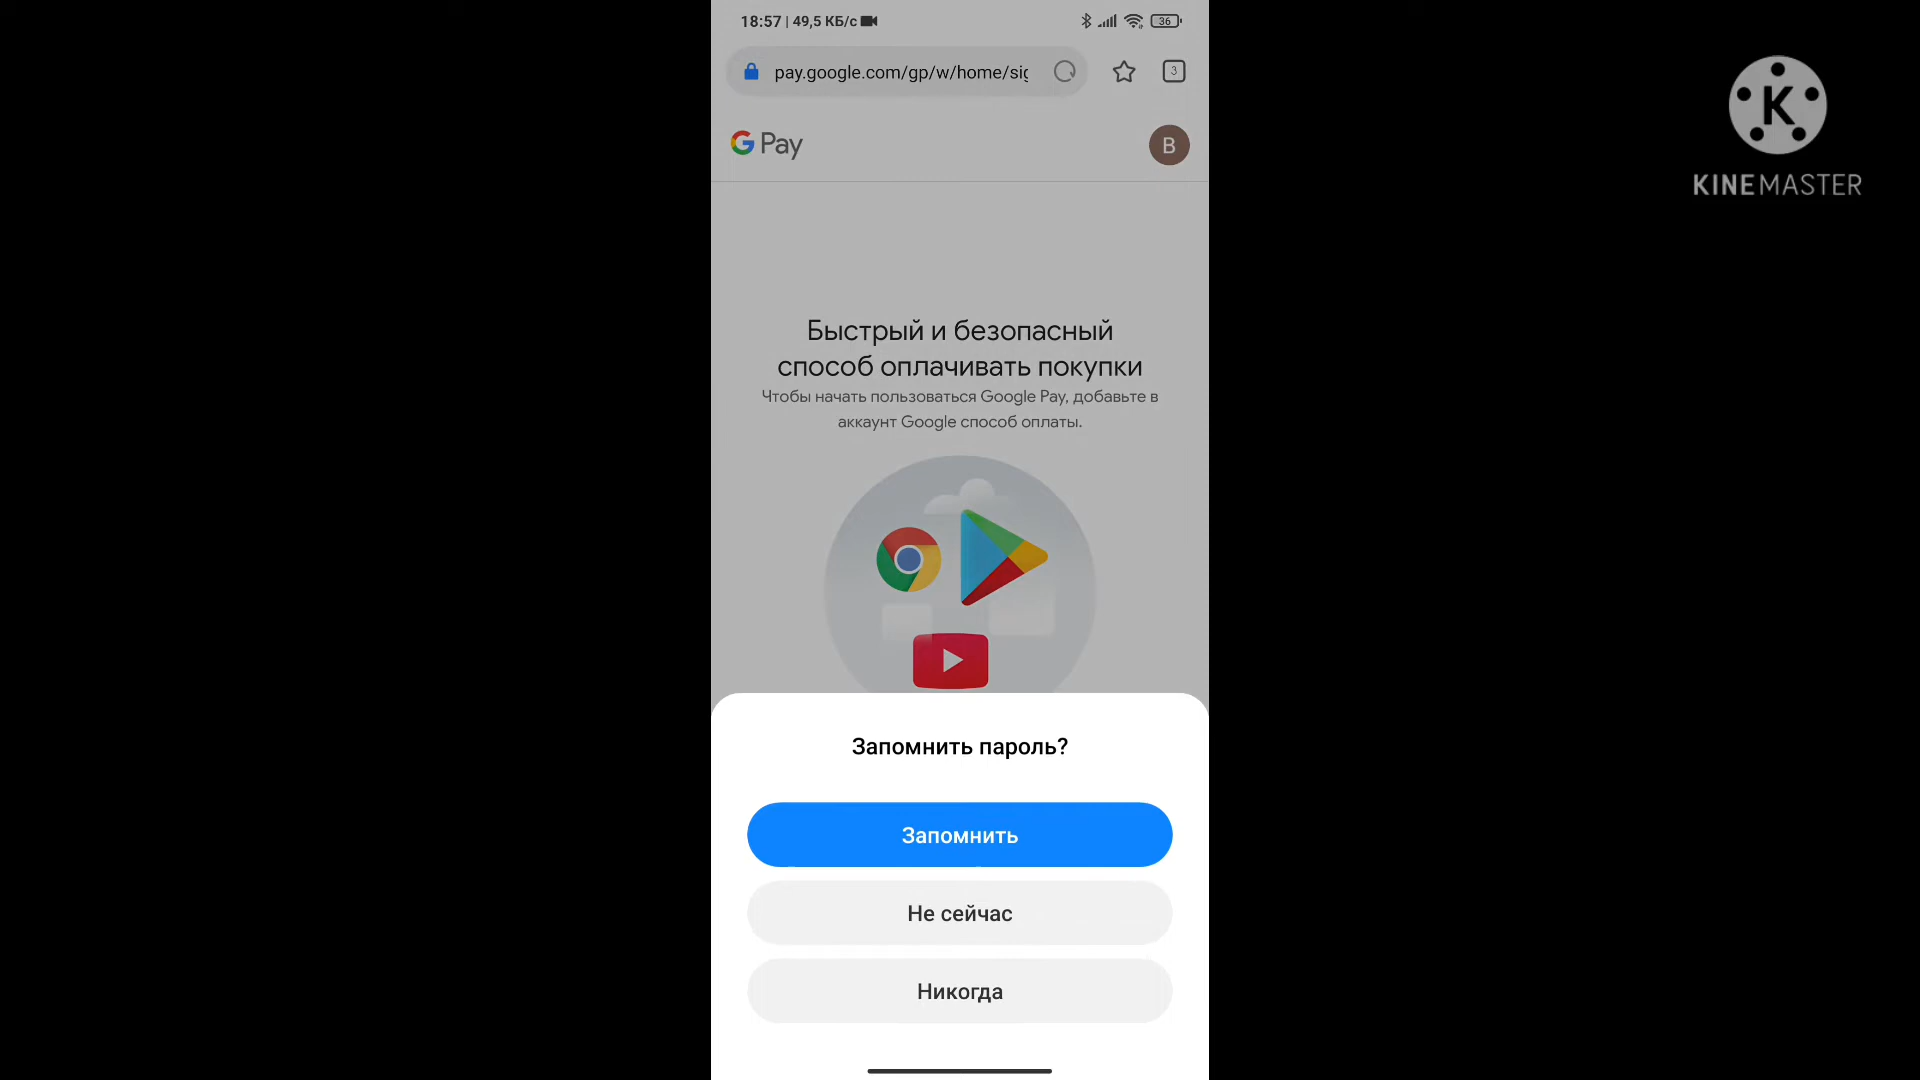 18:57 | 49,5 КБ/с
36
pay.google.com/gp/w/home/sig
3
G Pay
B
K
KINEMASTER
Быстрый и безопасный
способ оплачивать покупки
Чтобы начать пользоваться Google Pay, добавьте в
аккаунт Google способ оплаты.
Запомнить пароль?
Запомнить
Не сейчас
Никогда